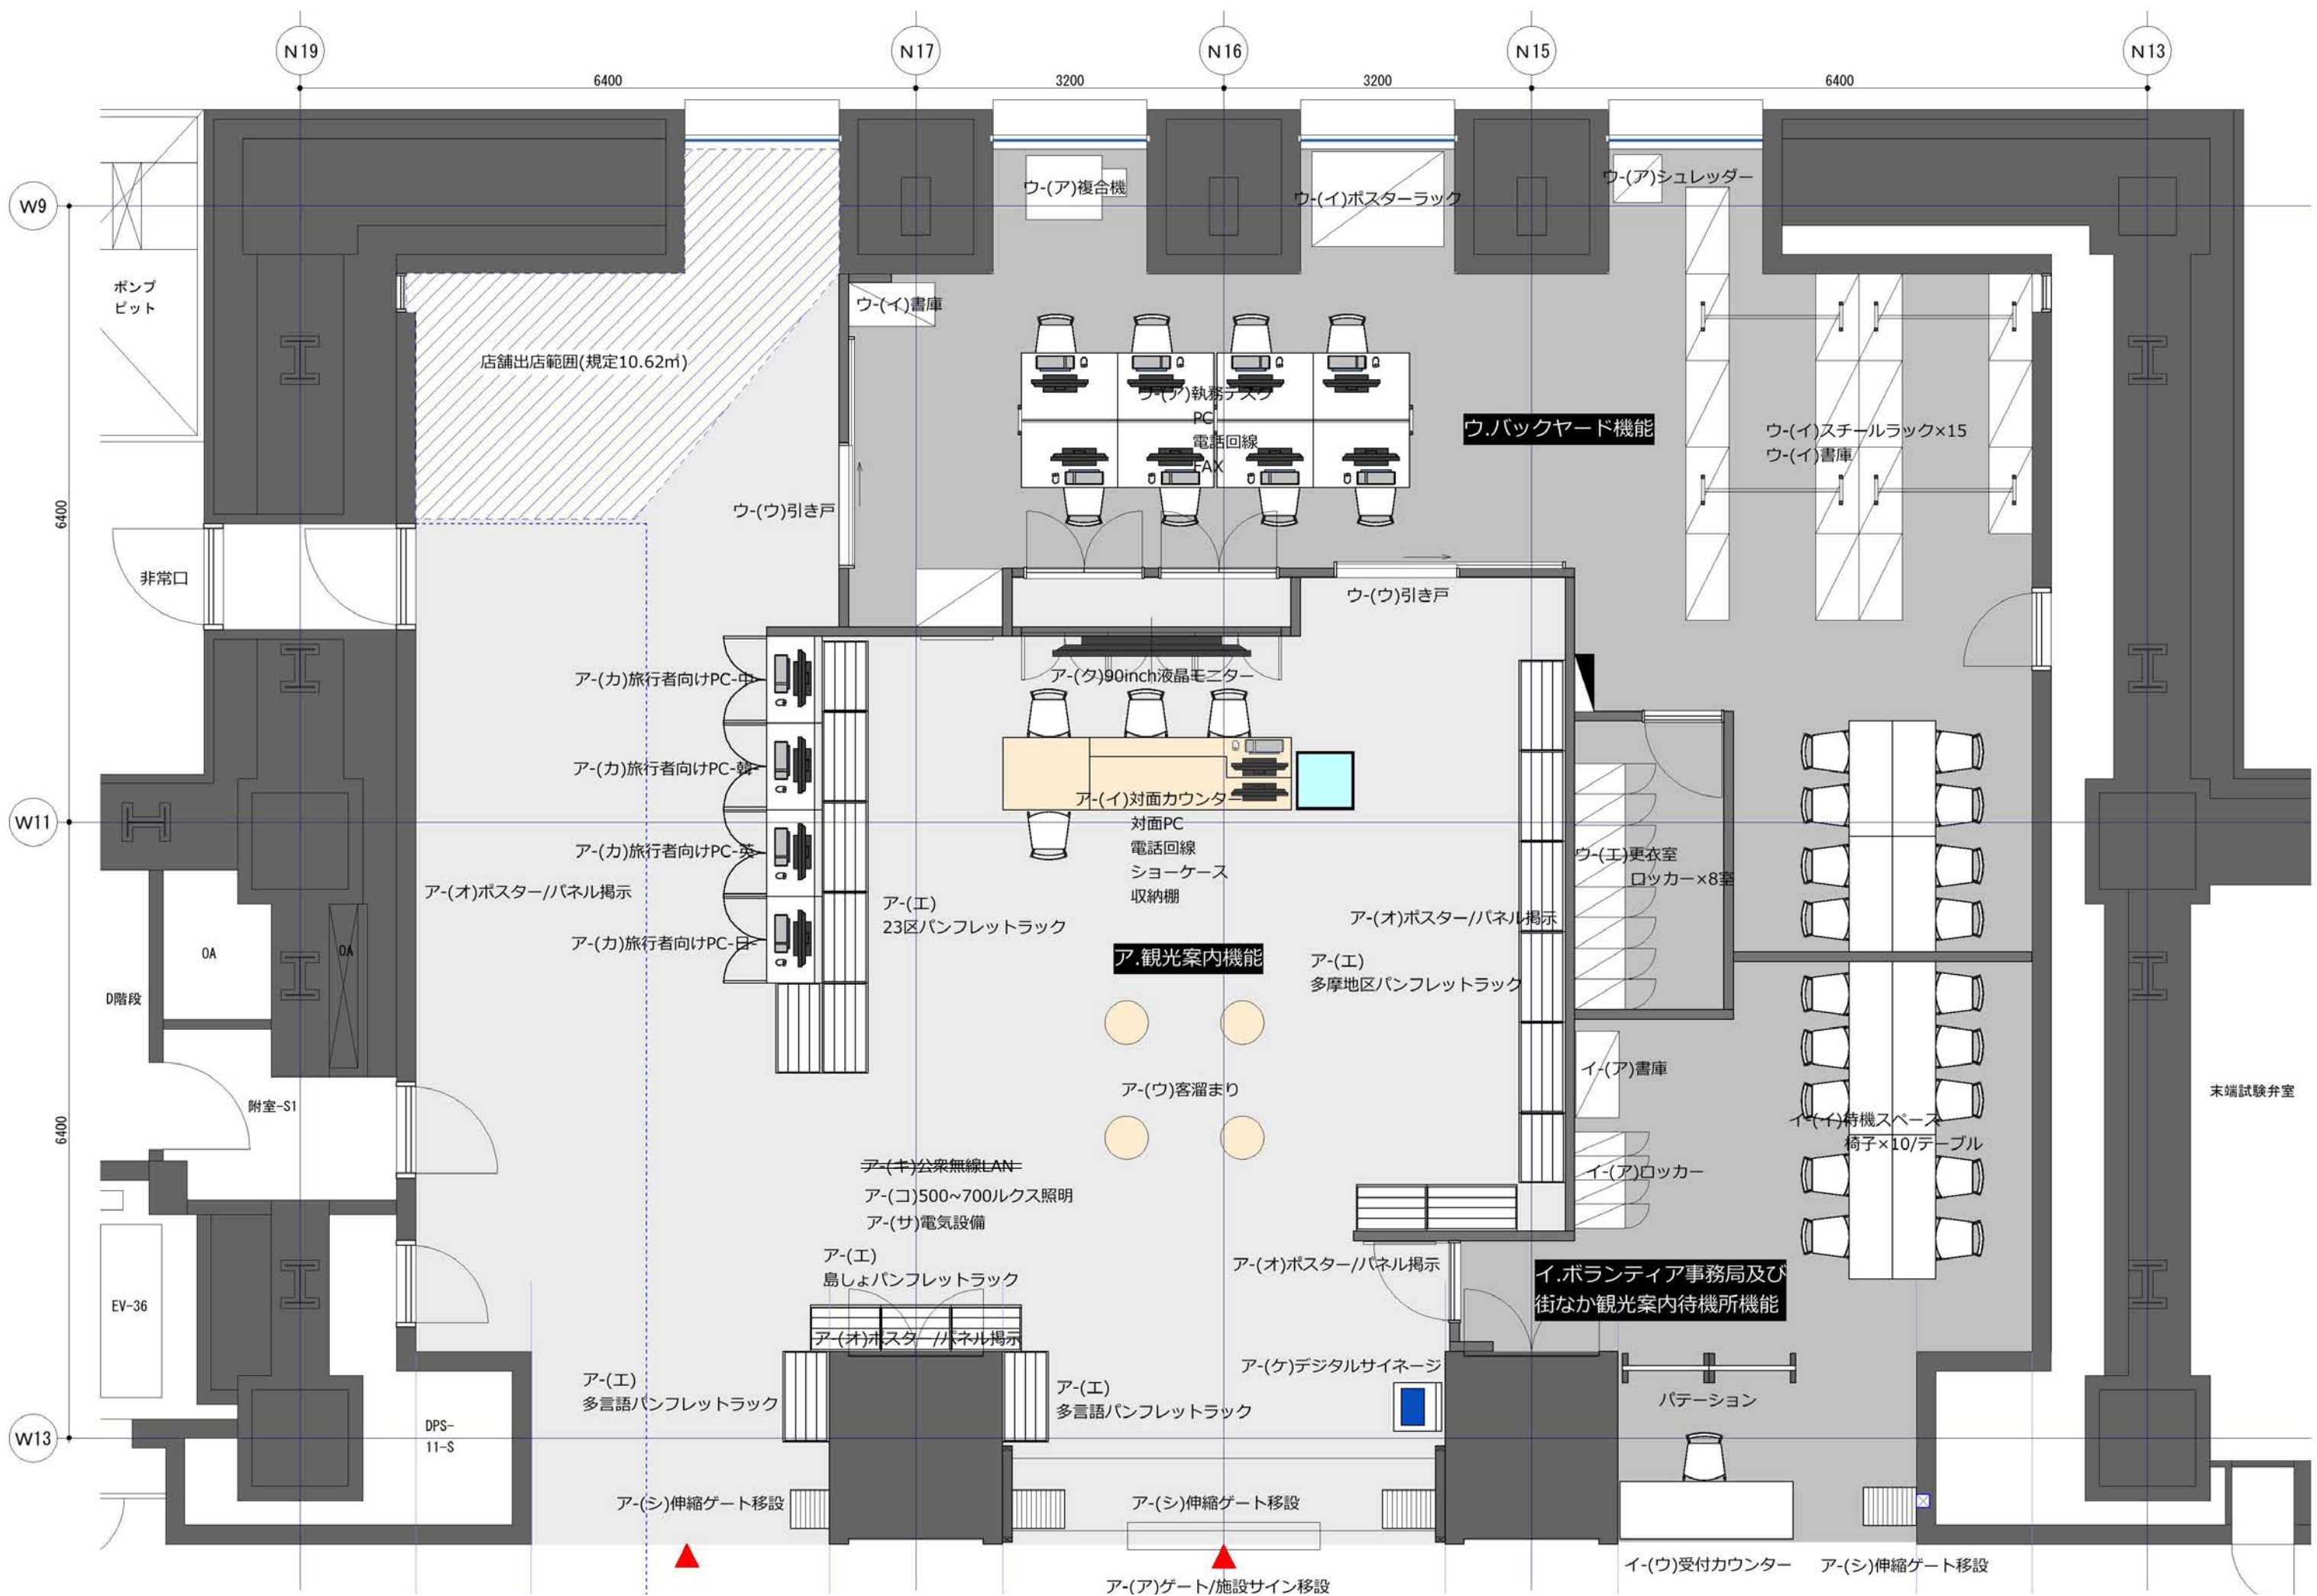 N19
N17
N16
N15
N13
6400
3200
3200
6400
W9
ウ-(ア)複合機
ウ-(イ)ポスターラック
ウ-(ア)シュレッダー
ポンプ
ピット
ウ-(イ)書庫
店舗出店範囲(規定10.62㎡)
ウ-(ア)執務デスク
PC
電話回線
FAX
ウ.バックヤード機能
ウ-(イ)スチールラック×15
ウ-(イ)書庫
6400
ウ-(ウ)引き戸
非常口
ウ-(ウ)引き戸
ア-(カ)旅行者向けPC-中
ア-(タ)90inch液晶モニター
ア-(カ)旅行者向けPC-韓
W11
ア-(イ)対面カウンター
対面PC
電話回線
ショーケース
収納棚
ア-(カ)旅行者向けPC-英
ウ-(エ)更衣室
ロッカー×8室
ア-(オ)ポスター/パネル掲示
ア-(エ)
23区パンフレットラック
ア-(オ)ポスター/パネル掲示
ア-(カ)旅行者向けPC-日
OA
OA
ア.観光案内機能
ア-(エ)
多摩地区パンフレットラック
D階段
イ-(ア)書庫
ア-(ウ)客溜まり
末端試験弁室
附室-S1
6400
イ-(イ)待機スペース
椅子×10/テーブル
ア-(キ)公衆無線LAN
ア-(コ)500~700ルクス照明
ア-(サ)電気設備
イ-(ア)ロッカー
ア-(エ)
島しょパンフレットラック
ア-(オ)ポスター/パネル掲示
イ.ボランティア事務局及び
街なか観光案内待機所機能
EV-36
ア-(オ)ポスター/パネル掲示
ア-(ケ)デジタルサイネージ
ア-(エ)
多言語パンフレットラック
ア-(エ)
多言語パンフレットラック
パテーション
W13
DPS-
11-S
ア-(シ)伸縮ゲート移設
ア-(シ)伸縮ゲート移設
イ-(ウ)受付カウンター
ア-(シ)伸縮ゲート移設
ア-(ア)ゲート/施設サイン移設